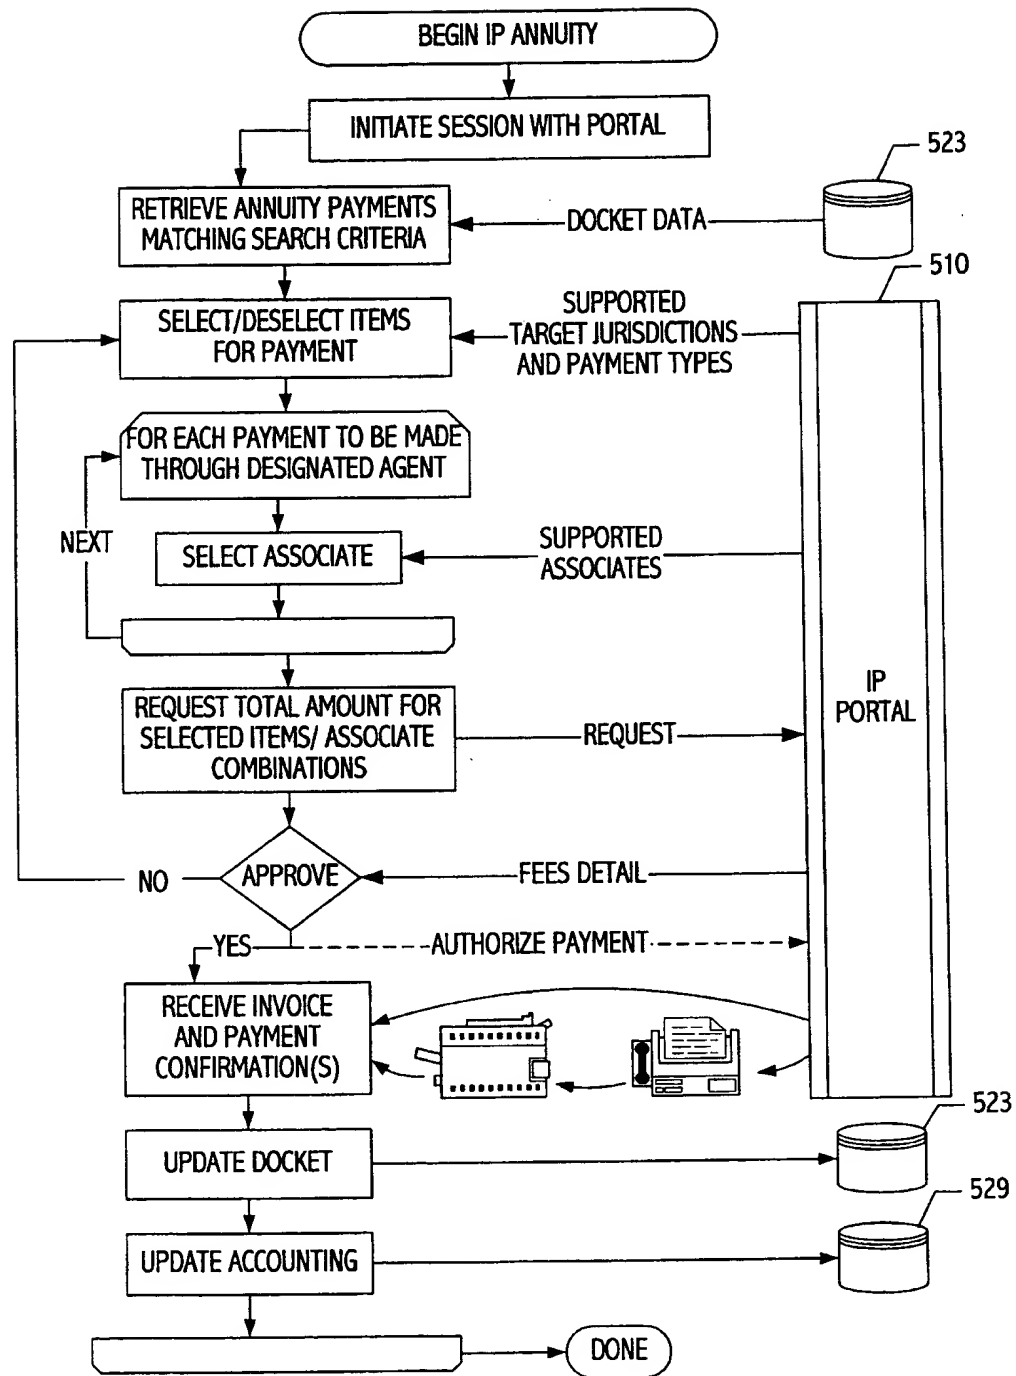 BEGIN IP ANNUITY
INITIATE SESSION WITH PORTAL
523
RETRIEVE ANNUITY PAYMENTS
MATCHING SEARCH CRITERIA
DOCKET DATA
510
SELECT/DESELECT ITEMS
FOR PAYMENT
SUPPORTED
TARGET JURISDICTIONS
AND PAYMENT TYPES
FOR EACH PAYMENT TO BE MADE
THROUGH DESIGNATED AGENT
NEXT
SELECT ASSOCIATE
SUPPORTED
ASSOCIATES
IP
PORTAL
REQUEST TOTAL AMOUNT FOR
SELECTED ITEMS/ ASSOCIATE
COMBINATIONS
REQUEST
NO
APPROVE
FEES DETAIL
YES
AUTHORIZE PAYMENT
RECEIVE INVOICE
AND PAYMENT
CONFIRMATION(S)
523
UPDATE DOCKET
529
UPDATE ACCOUNTING
DONE